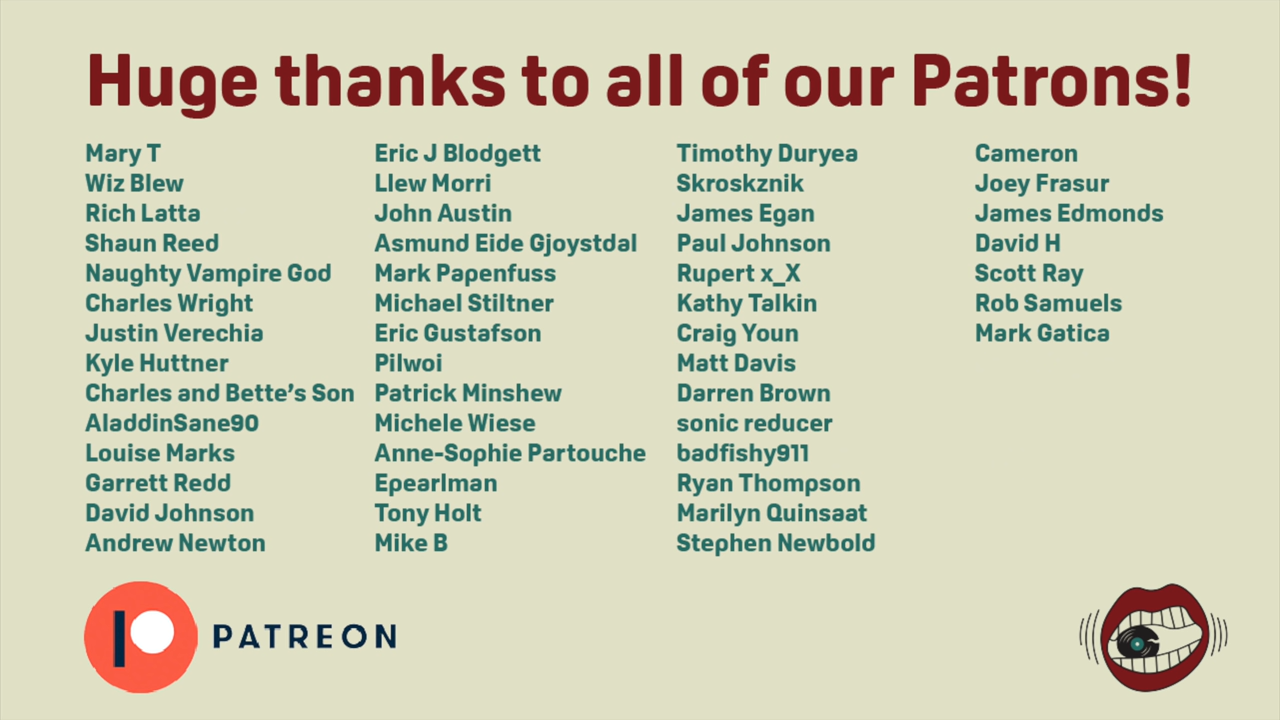 Huge thanks to all of our Patrons!
Mary T
Wiz Blew
Rich Latta
Shaun Reed
Naughty Vampire God
Charles Wright
Justin Verechia
Kyle Huttner
Charles and Bette’s Son
AladdinSane90
Louise Marks
Garrett Redd
David Johnson
Andrew Newton
Eric J Blodgett
Llew Morri
John Austin
Asmund Eide Gjoystdal
Mark Papenfuss
Michael Stiltner
Eric Gustafson
Pilwoi
Patrick Minshew
Michele Wiese
Anne-Sophie Partouche
Epearlman
Tony Holt
Mike B
Timothy Duryea
Skroskznik
James Egan
Paul Johnson
Rupert x_X
Kathy Talkin
Craig Youn
Matt Davis
Darren Brown
sonic reducer
badfishy911
Ryan Thompson
Marilyn Quinsaat
Stephen Newbold
Cameron
Joey Frasur
James Edmonds
David H
Scott Ray
Rob Samuels
Mark Gatica
PATREON